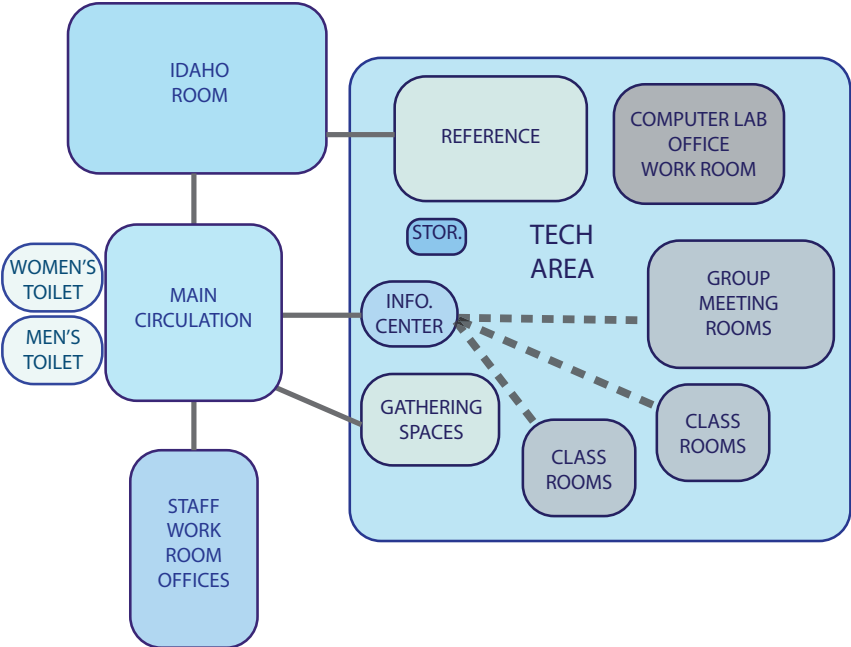 IDAHO
ROOM
REFERENCE
COMPUTER LAB
OFFICE
WORK ROOM
STOR.
TECH
AREA
WOMEN'S
TOILET
MEN'S
TOILET
MAIN
CIRCULATION
INFO.
CENTER
GROUP
MEETING
ROOMS
GATHERING
SPACES
CLASS
ROOMS
CLASS
ROOMS
STAFF
WORK
ROOM
OFFICES